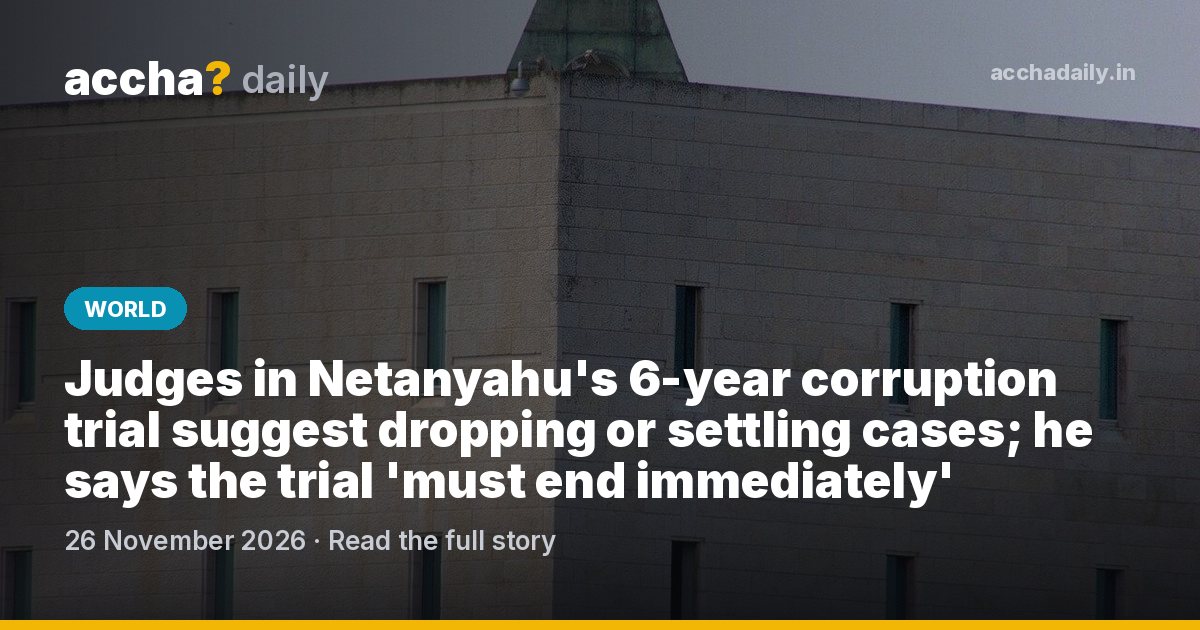 accha? daily
acchadaily.in
WORLD
Judges in Netanyahu's 6-year corruption
trial suggest dropping or settling cases; he
says the trial 'must end immediately'
26 November 2026 · Read the full story